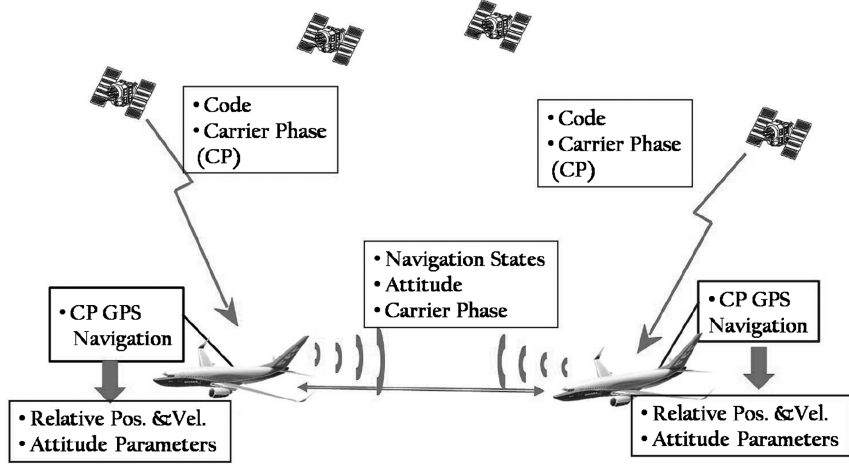 • Code
• Carrier Phase
(CP)
• Code
• Carrier Phase
(CP)
• Navigation States
• Attitude
• Carrier Phase
• CP GPS
Navigation
• CP GPS
Navigation
• Relative Pos. &Vel.
• Attitude Parameters
• Relative Pos. &Vel.
• Attitude Parameters